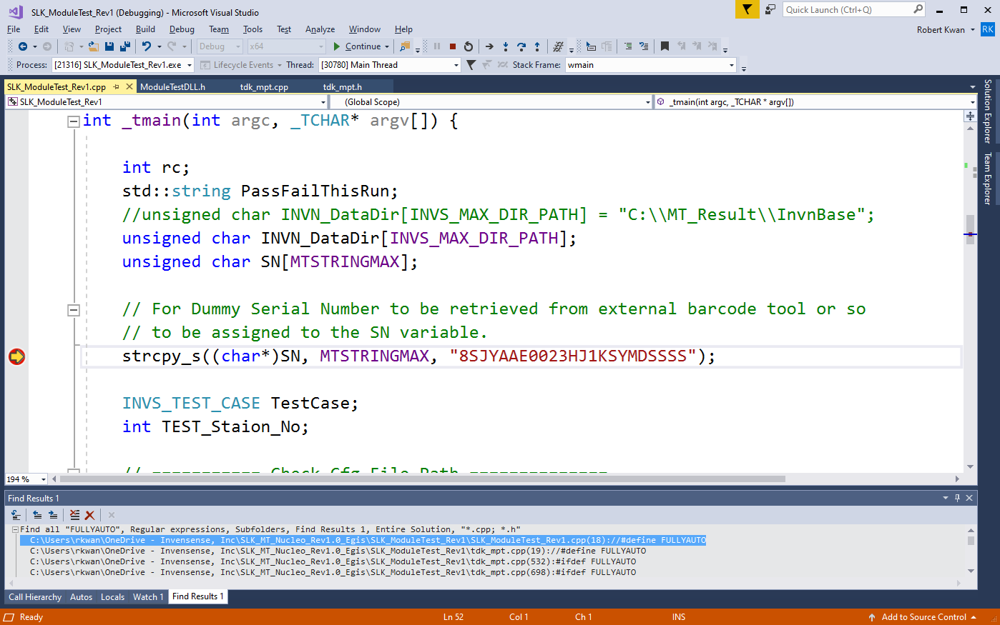 SLK_ModuleTest_Rev1 (Debugging) - Microsoft Visual Studio
Quick Launch (Ctrl+Q)
File Edit View Project Build Debug Team Tools Test Analyze Window Help
Robert Kwan RK
Debug x64 Continue
Process: [21316] SLK_ModuleTest_Rev1.exe Lifecycle Events Thread: [30780] Main Thread Stack Frame: wmain
SLK_ModuleTest_Rev1.cpp ModuleTestDLL.h tdk_mpt.cpp tdk_mpt.h
SLK_ModuleTest_Rev1 (Global Scope) _tmain(int argc, _TCHAR * argv[])
Solution Explorer
Team Explorer
int _tmain(int argc, _TCHAR* argv[]) {
int rc;
std::string PassFailThisRun;
//unsigned char INVN_DataDir[INVS_MAX_DIR_PATH] = "C:\\MT_Result\\InvnBase";
unsigned char INVN_DataDir[INVS_MAX_DIR_PATH];
unsigned char SN[MTSTRINGMAX];
// For Dummy Serial Number to be retrieved from external barcode tool or so
// to be assigned to the SN variable.
strcpy_s((char*)SN, MTSTRINGMAX, "8SJYAAE0023HJ1KSYMDSSSS");
INVS_TEST_CASE TestCase;
int TEST_Staion_No;
// =========== Check Cfg File Path ==============
194 %
Find Results 1
Find all "FULLYAUTO", Regular expressions, Subfolders, Find Results 1, Entire Solution, "*.cpp; *.h"
C:\Users\rkwan\OneDrive - Invensense, Inc\SLK_MT_Nucleo_Rev1.0_Egis\SLK_ModuleTest_Rev1\SLK_ModuleTest_Rev1.cpp(18)://#define FULLYAUTO
C:\Users\rkwan\OneDrive - Invensense, Inc\SLK_MT_Nucleo_Rev1.0_Egis\SLK_ModuleTest_Rev1\tdk_mpt.cpp(19)://#define FULLYAUTO
C:\Users\rkwan\OneDrive - Invensense, Inc\SLK_MT_Nucleo_Rev1.0_Egis\SLK_ModuleTest_Rev1\tdk_mpt.cpp(532):#ifdef FULLYAUTO
C:\Users\rkwan\OneDrive - Invensense, Inc\SLK_MT_Nucleo_Rev1.0_Egis\SLK_ModuleTest_Rev1\tdk_mpt.cpp(698):#ifdef FULLYAUTO
Call Hierarchy Autos Locals Watch 1 Find Results 1
Ready Ln 52 Col 1 Ch 1 INS Add to Source Control